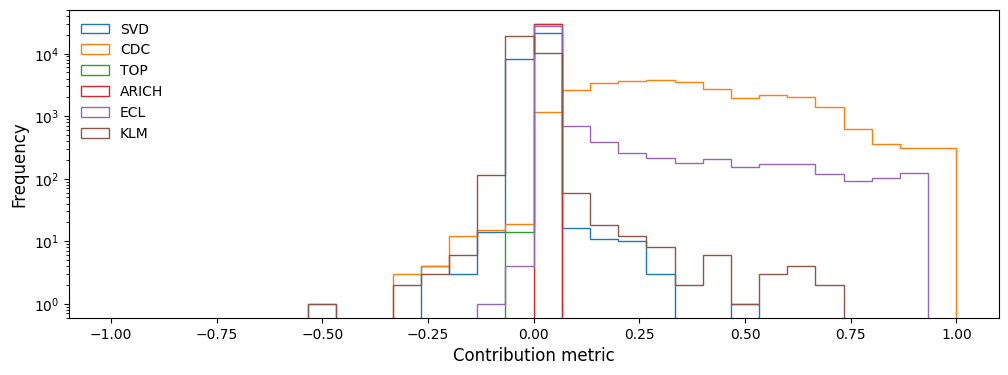 SVD
CDC
TOP
ARICH
ECL
KLM
Frequency
10⁴
10³
10²
10¹
10⁰
−1.00 −0.75 −0.50 −0.25 0.00 0.25 0.50 0.75 1.00
Contribution metric